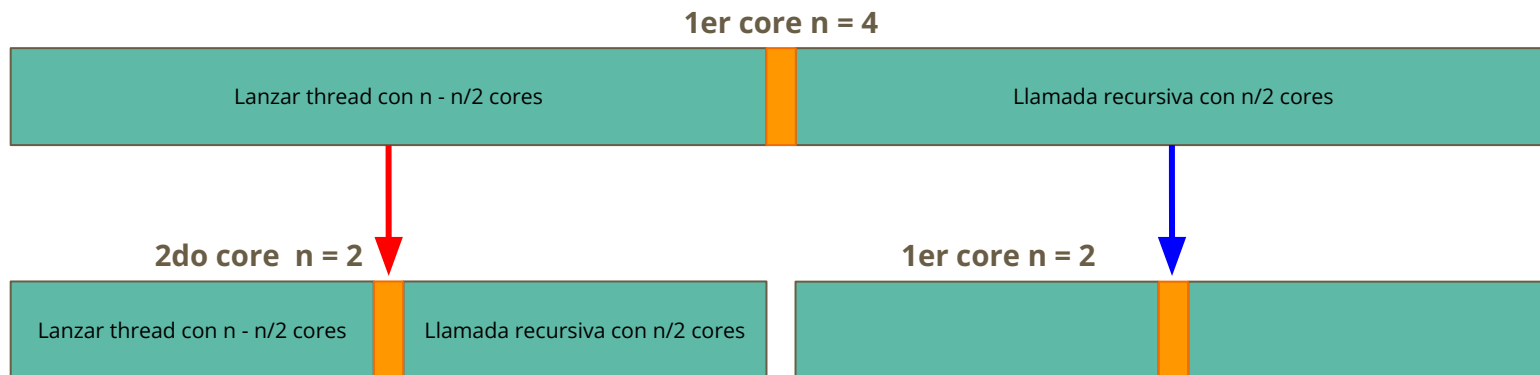 1er core n = 4
Lanzar thread con n - n/2 cores
Llamada recursiva con n/2 cores
2do core  n = 2
1er core n = 2
Lanzar thread con n - n/2 cores
Llamada recursiva con n/2 cores